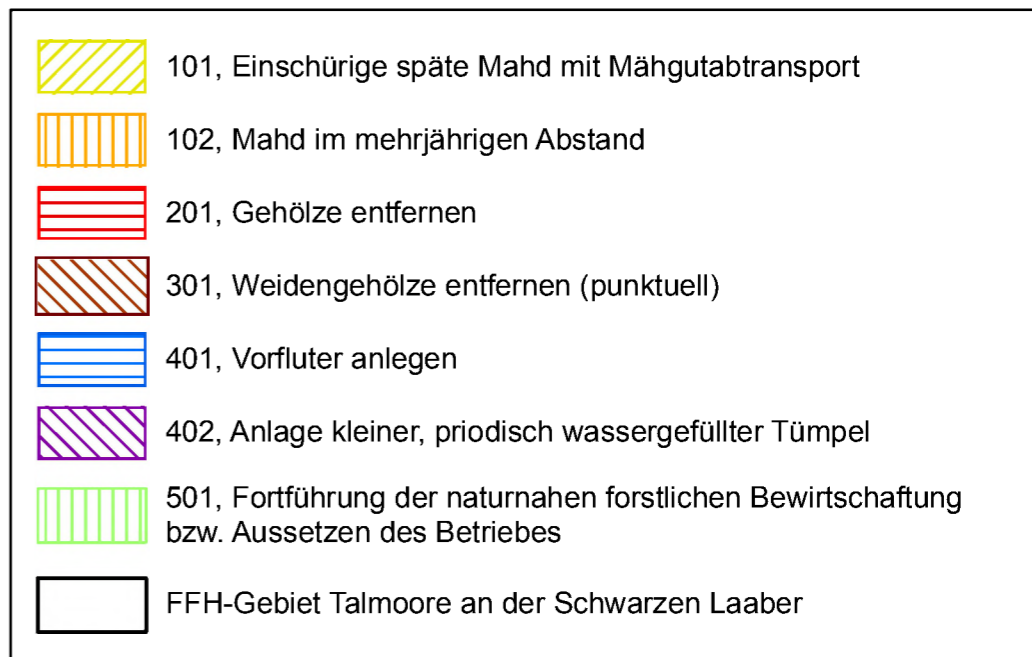 101, Einschürige späte Mahd mit Mähgutabtransport
102, Mahd im mehrjährigen Abstand
201, Gehölze entfernen
301, Weidengehölze entfernen (punktuell)
401, Vorfluter anlegen
402, Anlage kleiner, priodisch wassergefüllter Tümpel
501, Fortführung der naturnahen forstlichen Bewirtschaftung
bzw. Aussetzen des Betriebes
FFH-Gebiet Talmoore an der Schwarzen Laaber